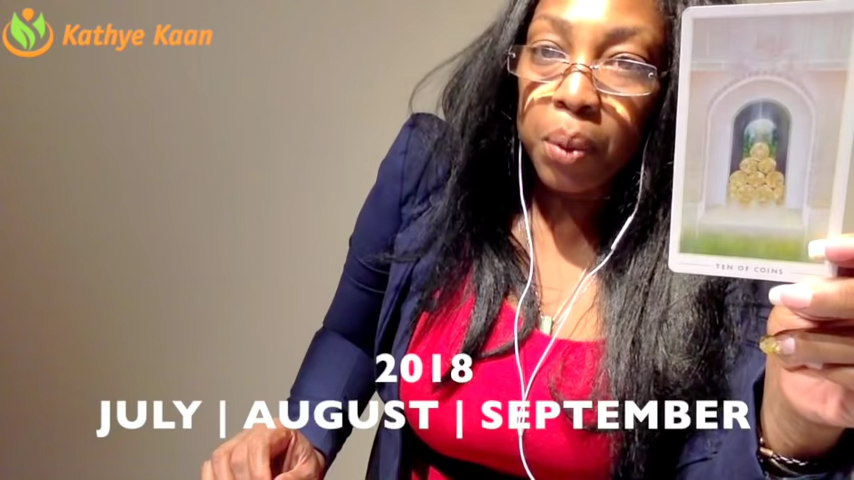 Kathye Kaan
TEN OF COINS
2018
JULY | AUGUST | SEPTEMBER